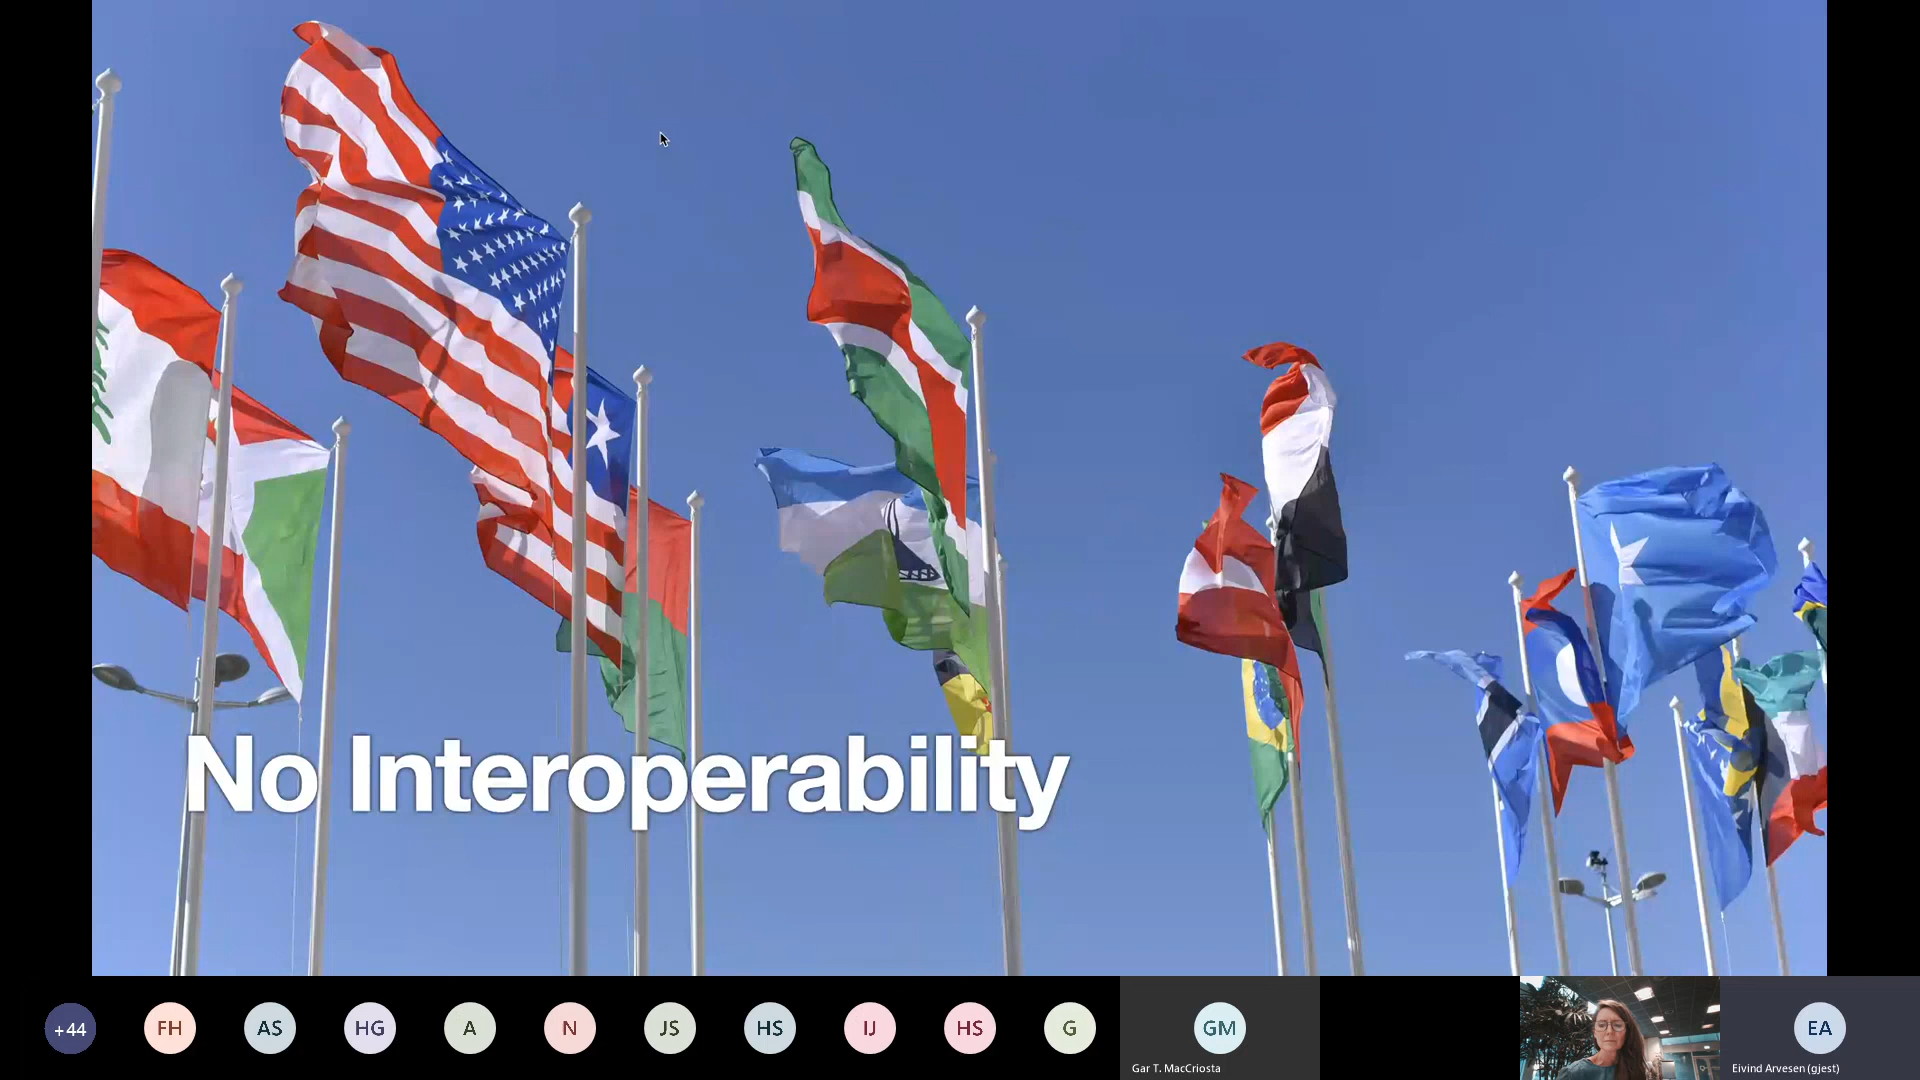 No Interoperability
+44
FH
AS
HG
A
N
JS
HS
IJ
HS
G
GM
EA
Gar T. MacCriosta
Eivind Arvesen (gjest)